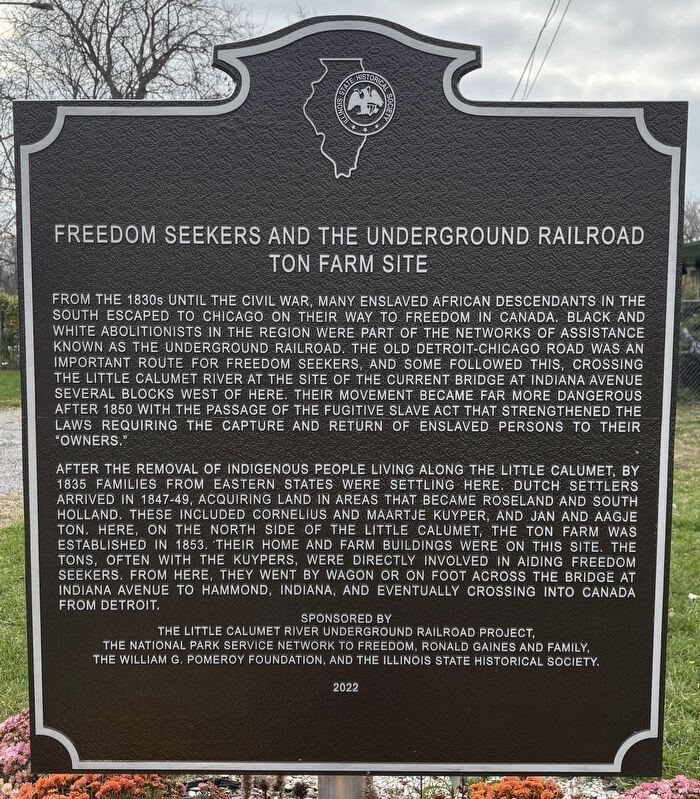 ILLINOIS STATE HISTORICAL SOCIETY
FREEDOM SEEKERS AND THE UNDERGROUND RAILROAD
TON FARM SITE
FROM THE 1830s UNTIL THE CIVIL WAR, MANY ENSLAVED AFRICAN DESCENDANTS IN THE
SOUTH ESCAPED TO CHICAGO ON THEIR WAY TO FREEDOM IN CANADA. BLACK AND
WHITE ABOLITIONISTS IN THE REGION WERE PART OF THE NETWORKS OF ASSISTANCE
KNOWN AS THE UNDERGROUND RAILROAD. THE OLD DETROIT-CHICAGO ROAD WAS AN
IMPORTANT ROUTE FOR FREEDOM SEEKERS, AND SOME FOLLOWED THIS, CROSSING
THE LITTLE CALUMET RIVER AT THE SITE OF THE CURRENT BRIDGE AT INDIANA AVENUE
SEVERAL BLOCKS WEST OF HERE. THEIR MOVEMENT BECAME FAR MORE DANGEROUS
AFTER 1850 WITH THE PASSAGE OF THE FUGITIVE SLAVE ACT THAT STRENGTHENED THE
LAWS REQUIRING THE CAPTURE AND RETURN OF ENSLAVED PERSONS TO THEIR
“OWNERS.”
AFTER THE REMOVAL OF INDIGENOUS PEOPLE LIVING ALONG THE LITTLE CALUMET, BY
1835 FAMILIES FROM EASTERN STATES WERE SETTLING HERE. DUTCH SETTLERS
ARRIVED IN 1847-49, ACQUIRING LAND IN AREAS THAT BECAME ROSELAND AND SOUTH
HOLLAND. THESE INCLUDED CORNELIUS AND MAARTJE KUYPER, AND JAN AND AAGJE
TON. HERE, ON THE NORTH SIDE OF THE LITTLE CALUMET, THE TON FARM WAS
ESTABLISHED IN 1853. THEIR HOME AND FARM BUILDINGS WERE ON THIS SITE. THE
TONS, OFTEN WITH THE KUYPERS, WERE DIRECTLY INVOLVED IN AIDING FREEDOM
SEEKERS. FROM HERE, THEY WENT BY WAGON OR ON FOOT ACROSS THE BRIDGE AT
INDIANA AVENUE TO HAMMOND, INDIANA, AND EVENTUALLY CROSSING INTO CANADA
FROM DETROIT.
SPONSORED BY
THE LITTLE CALUMET RIVER UNDERGROUND RAILROAD PROJECT,
THE NATIONAL PARK SERVICE NETWORK TO FREEDOM, RONALD GAINES AND FAMILY,
THE WILLIAM G. POMEROY FOUNDATION, AND THE ILLINOIS STATE HISTORICAL SOCIETY.
2022